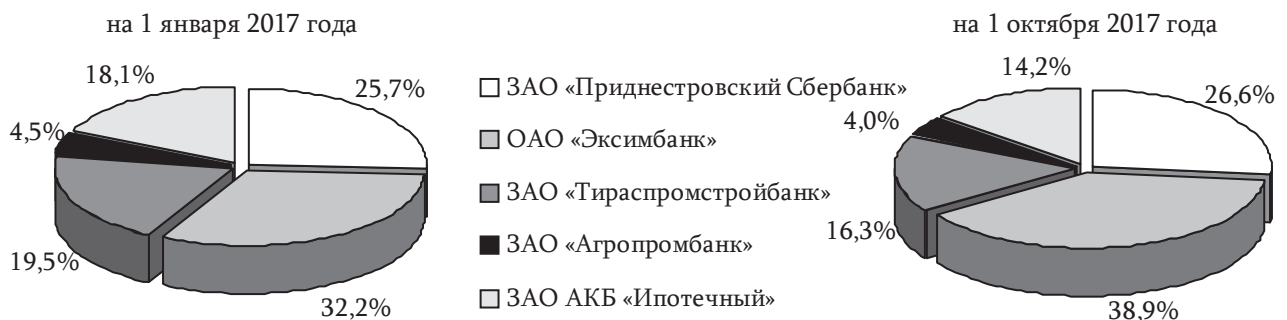 на 1 января 2017 года
18,1%
25,7%
4,5%
19,5%
32,2%
ЗАО «Приднестровский Сбербанк»
ОАО «Эксимбанк»
ЗАО «Тираспромстройбанк»
ЗАО «Агропромбанк»
ЗАО АКБ «Ипотечный»
на 1 октября 2017 года
14,2%
26,6%
4,0%
16,3%
38,9%